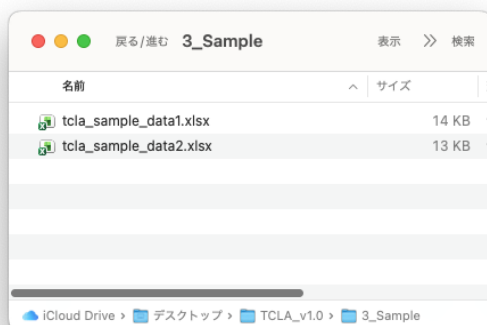 戻る/進む 3_Sample 表示 検索
名前 サイズ
tcla_sample_data1.xlsx 14 KB
tcla_sample_data2.xlsx 13 KB
iCloud Drive › デスクトップ › TCLA_v1.0 › 3_Sample